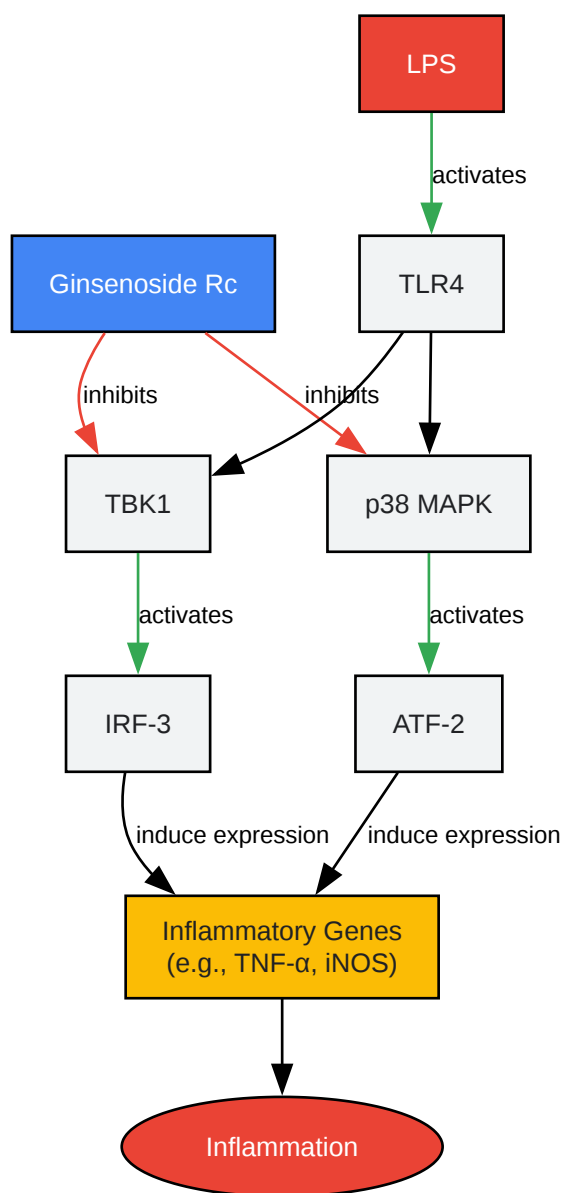 LPS
activates
Ginsenoside Rc
TLR4
inhibits
inhibits
TBK1
p38 MAPK
activates
activates
IRF-3
ATF-2
induce expression
induce expression
Inflammatory Genes
(e.g., TNF-α, iNOS)
Inflammation